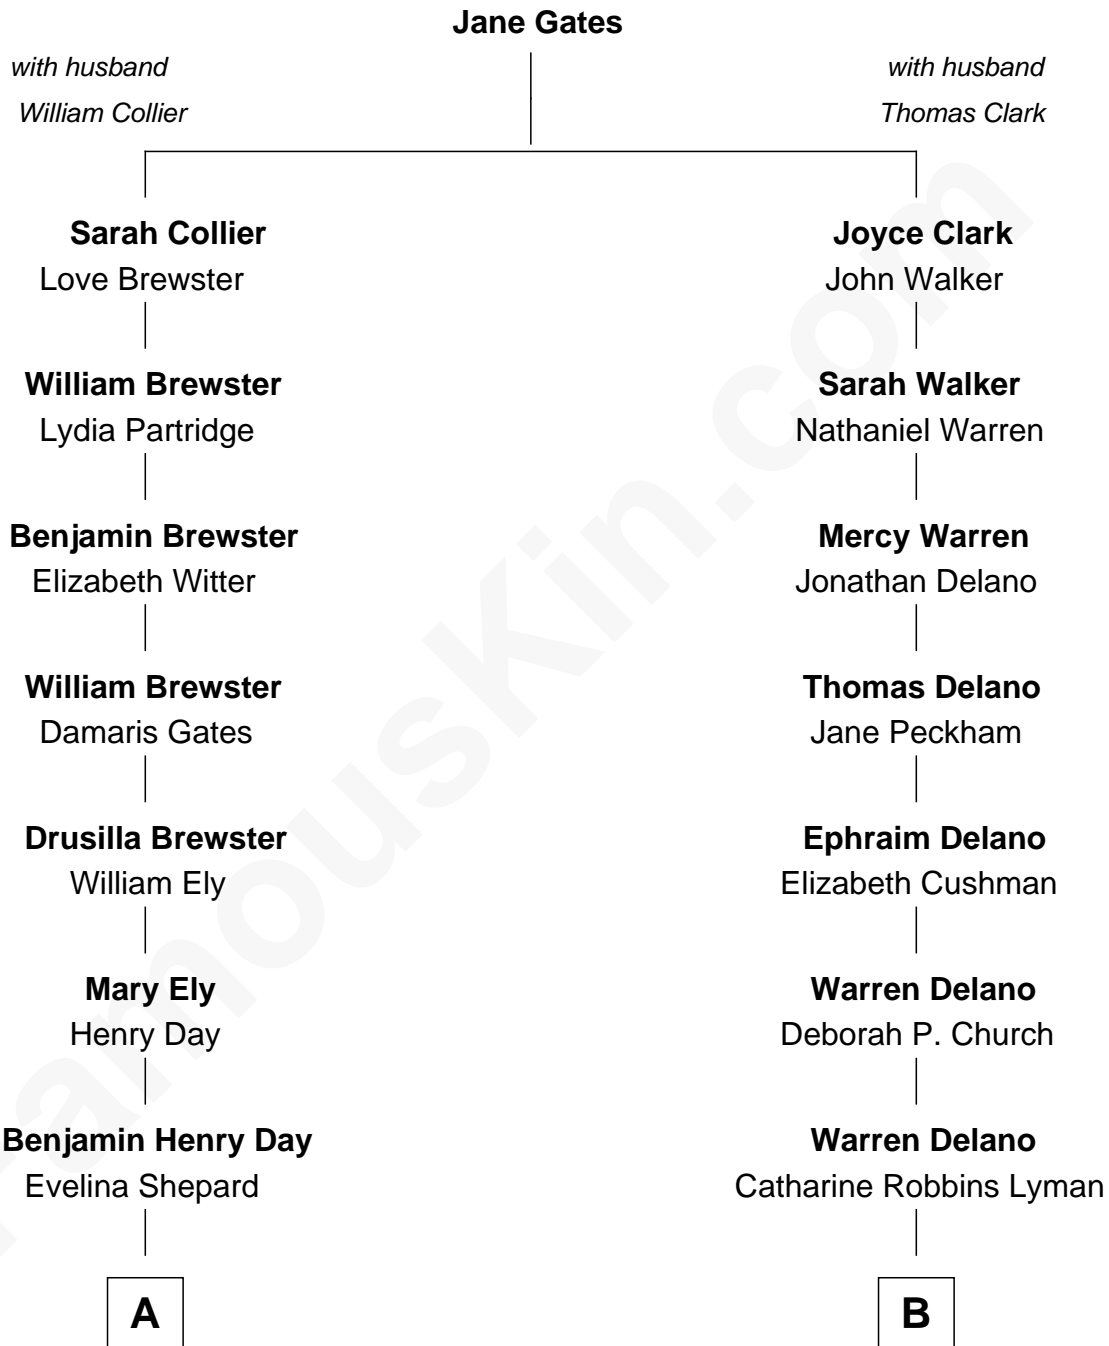 Jane Gates
with husband
William Collier
with husband
Thomas Clark
Sarah Collier
Love Brewster
Joyce Clark
John Walker
William Brewster
Lydia Partridge
Sarah Walker
Nathaniel Warren
Benjamin Brewster
Elizabeth Witter
Mercy Warren
Jonathan Delano
William Brewster
Damaris Gates
Thomas Delano
Jane Peckham
Drusilla Brewster
William Ely
Ephraim Delano
Elizabeth Cushman
Mary Ely
Henry Day
Warren Delano
Deborah P. Church
Benjamin Henry Day
Evelina Shepard
Warren Delano
Catharine Robbins Lyman
A
B
FamousKin.com